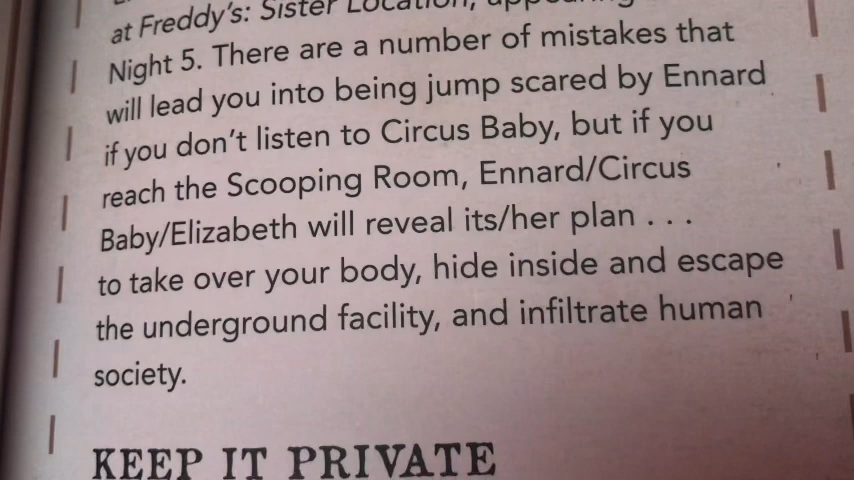 at Freddy's: Sister Location,
Night 5. There are a number of mistakes that
will lead you into being jump scared by Ennard
if you don't listen to Circus Baby, but if you
reach the Scooping Room, Ennard/Circus
Baby/Elizabeth will reveal its/her plan . . .
to take over your body, hide inside and escape
the underground facility, and infiltrate human
society.
KEEP IT PRIVATE